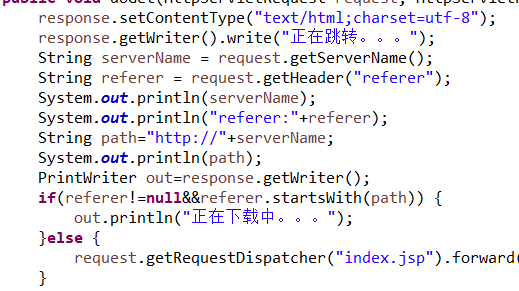 public void doGet(HttpServletRequest request, HttpServletR
response.setContentType("text/html;charset=utf-8");
response.getWriter().write("正在跳转。。。");
String serverName = request.getServerName();
String referer = request.getHeader("referer");
System.out.println(serverName);
System.out.println("referer:"+referer);
String path="http://"+serverName;
System.out.println(path);
PrintWriter out=response.getWriter();
if(referer!=null&&referer.startsWith(path)) {
out.println("正在下载中。。。");
}else {
request.getRequestDispatcher("index.jsp").forward(
}